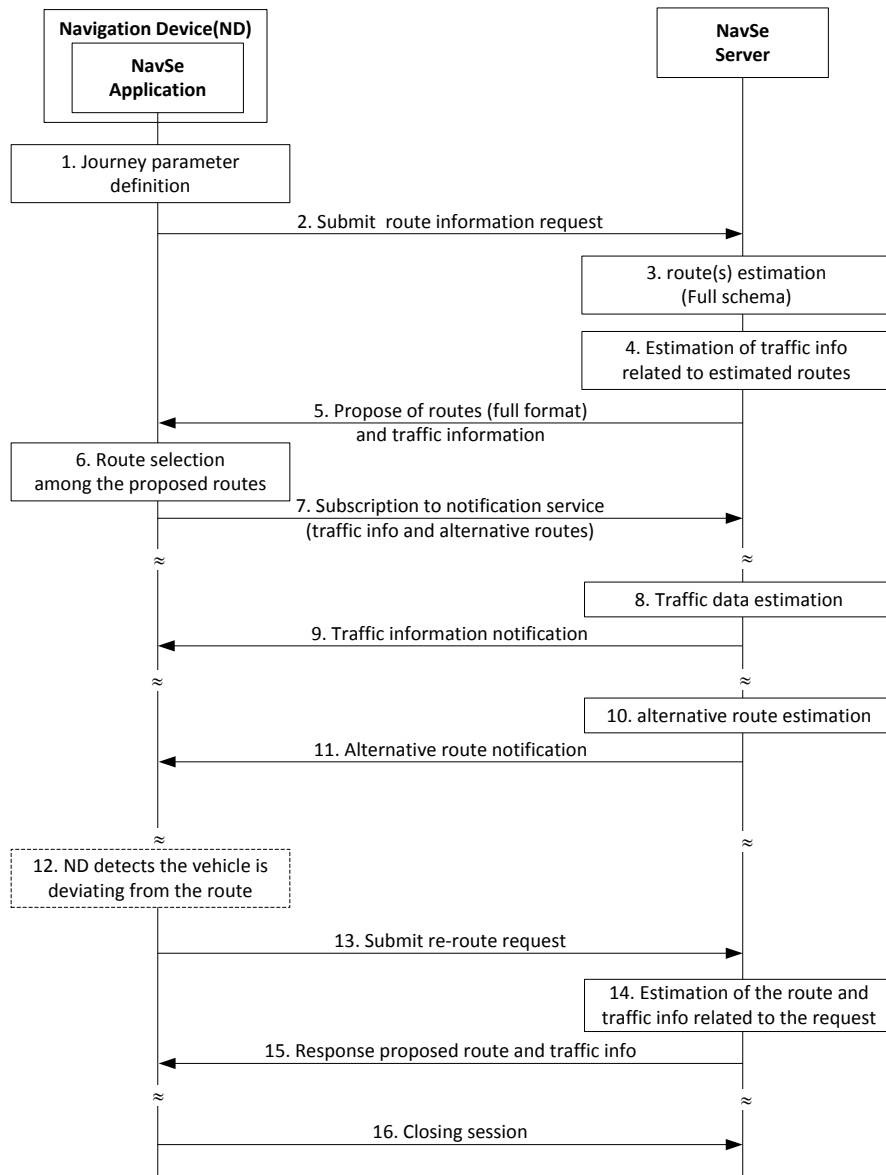 Navigation Device(ND)
NavSe
Application
NavSe
Server
1. Journey parameter
definition
2. Submit route information request
3. route(s) estimation
(Full schema)
4. Estimation of traffic info
related to estimated routes
5. Propose of routes (full format)
and traffic information
6. Route selection
among the proposed routes
7. Subscription to notification service
(traffic info and alternative routes)
≈ ≈
8. Traffic data estimation
9. Traffic information notification
≈ ≈
10. alternative route estimation
11. Alternative route notification
≈ ≈
12. ND detects the vehicle is
deviating from the route
13. Submit re-route request
14. Estimation of the route and
traffic info related to the request
15. Response proposed route and traffic info
≈ ≈
16. Closing session